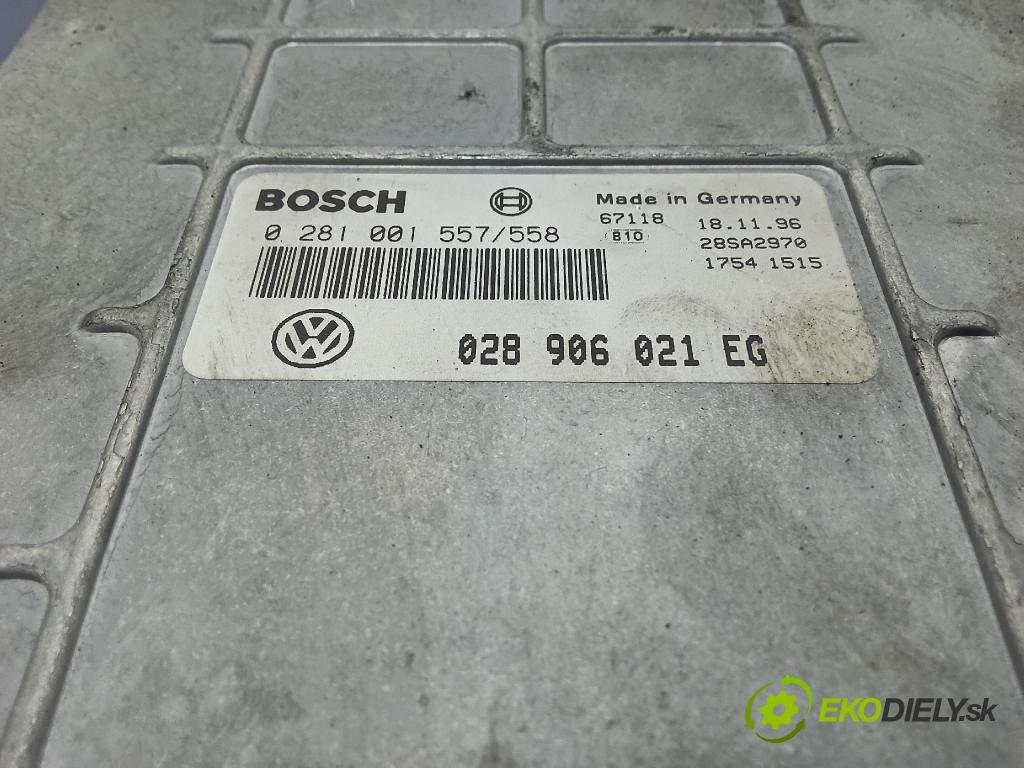 BOSCH
Made in Germany
0 281 001 557/558
67118
18.11.96
810
28SA2970
1754 1515
VW
028 906 021 EG
EKODIELY.sk